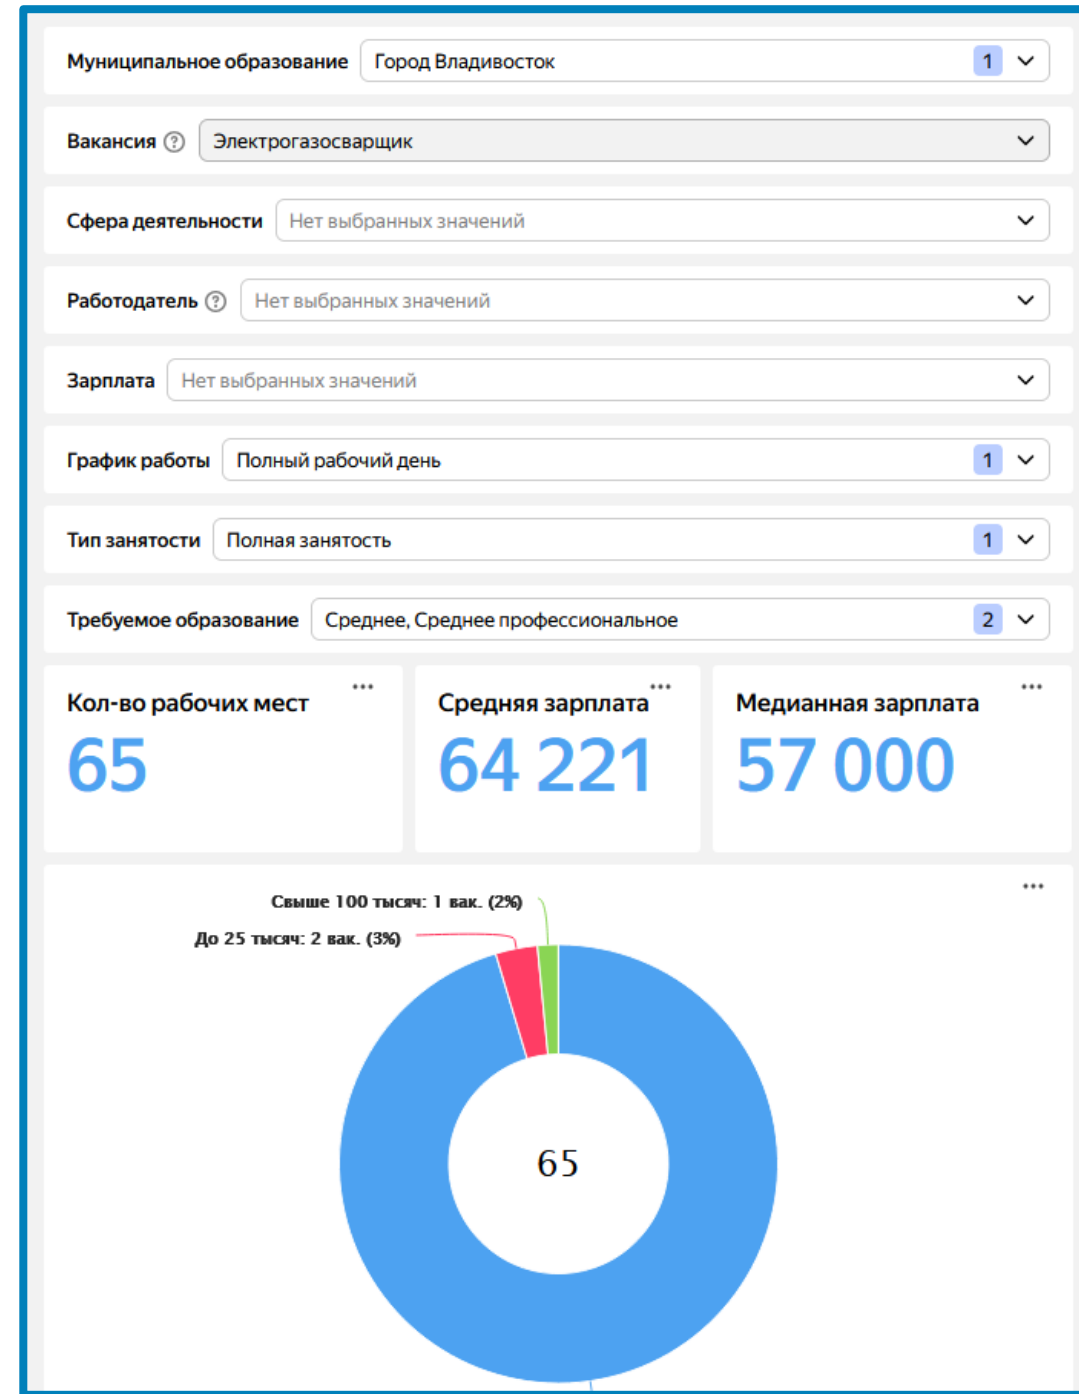 Муниципальное образование Город Владивосток 1
Вакансия ? Электрогазосварщик
Сфера деятельности Нет выбранных значений
Работодатель ? Нет выбранных значений
Зарплата Нет выбранных значений
График работы Полный рабочий день 1
Тип занятости Полная занятость 1
Требуемое образование Среднее, Среднее профессиональное 2
Кол-во рабочих мест
65
Средняя зарплата
64 221
Медианная зарплата
57 000
Свыше 100 тысяч: 1 вак. (2%)
До 25 тысяч: 2 вак. (3%)
65